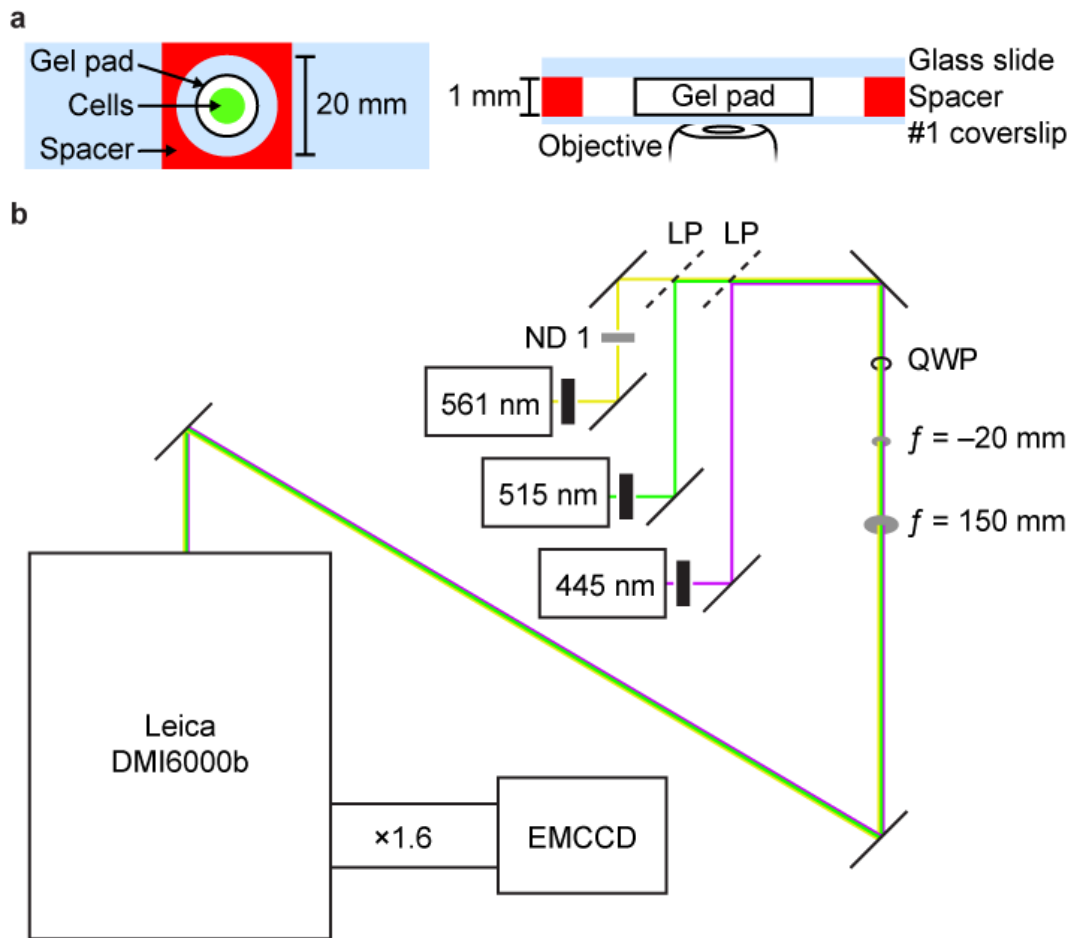 a
Gel pad
Cells
Spacer
20 mm
1 mm
Gel pad
Objective
Glass slide
Spacer
#1 coverslip
b
LP LP
ND 1
QWP
561 nm
ƒ = –20 mm
515 nm
ƒ = 150 mm
445 nm
Leica
DMI6000b
×1.6
EMCCD